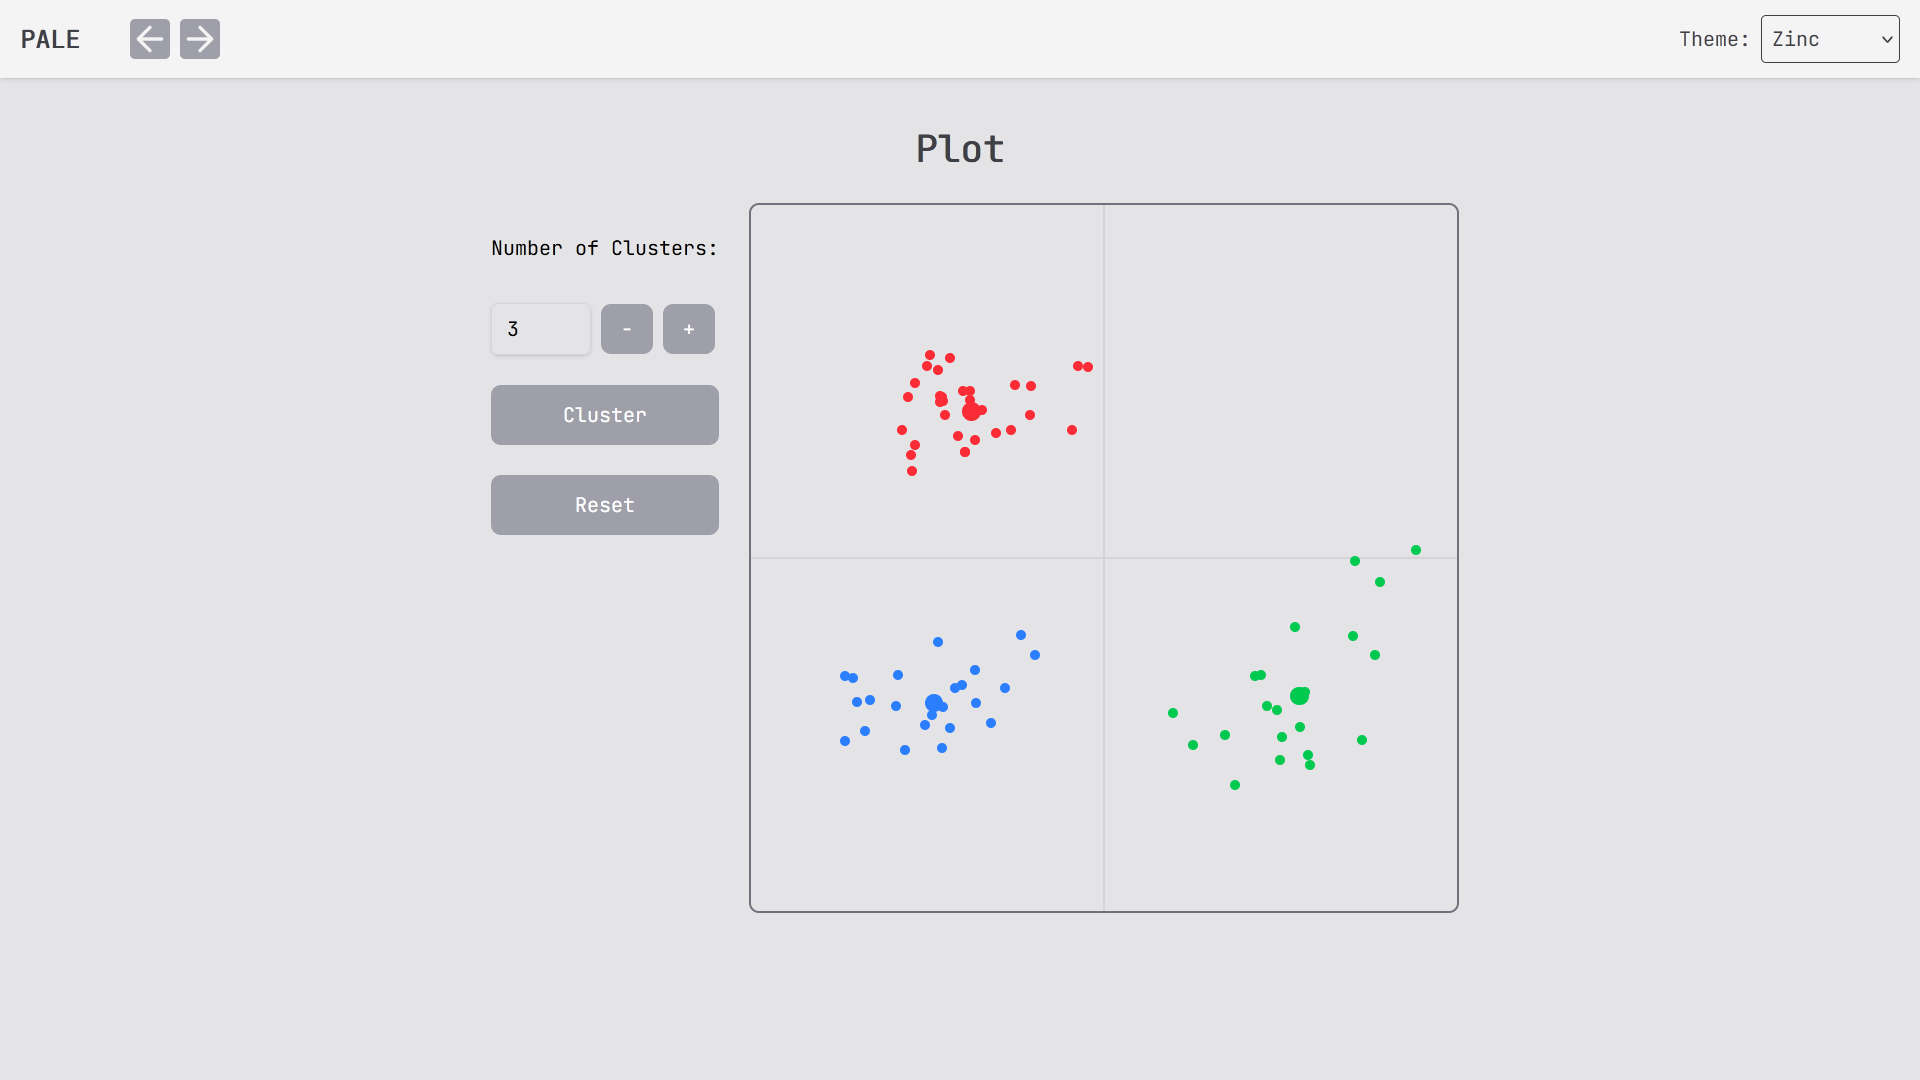 PALE
Theme: Zinc
Plot
Number of Clusters:
3 - +
Cluster
Reset